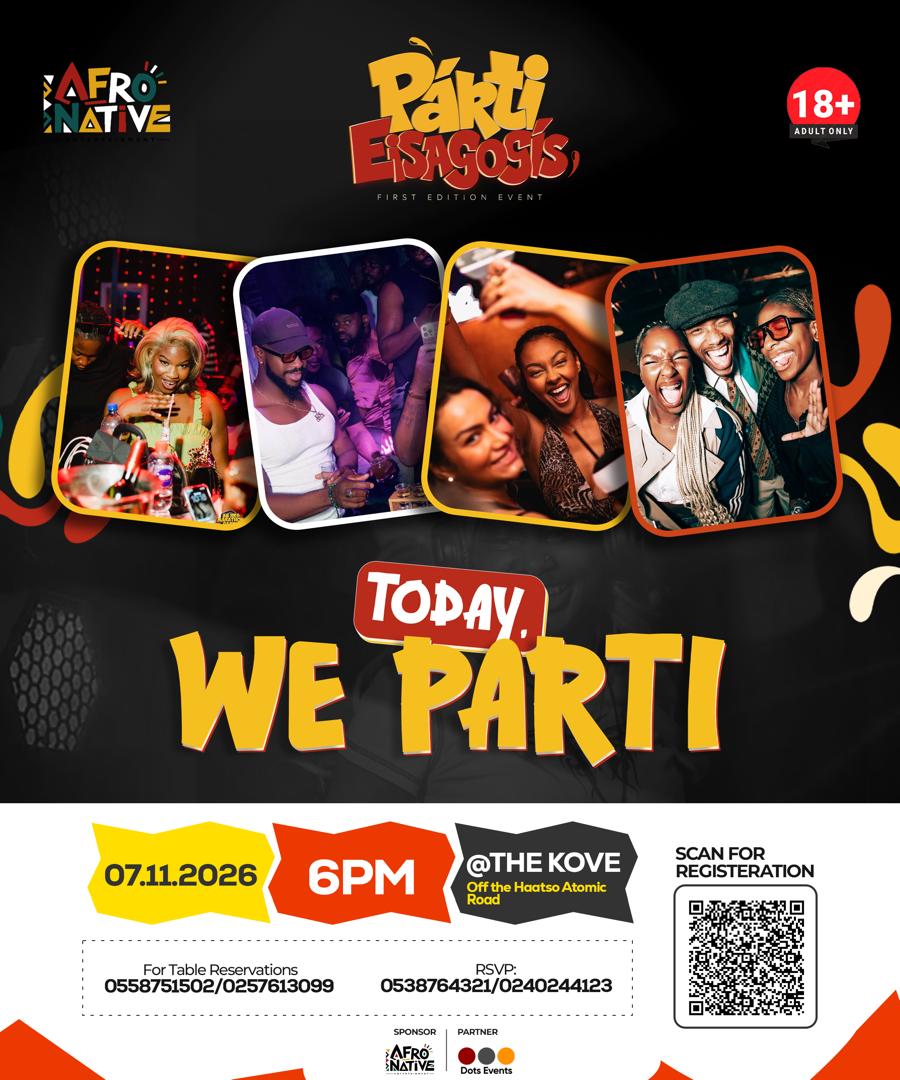 AFRO
NATIVE
ENTERTAINMENT
Párti
Eisagogís,
FIRST EDITION EVENT
18+
ADULT ONLY
TODAY,
WE PARTI
07.11.2026
6PM
@THE KOVE
Off the Haatso Atomic
Road
SCAN FOR
REGISTERATION
For Table Reservations
0558751502/0257613099
RSVP:
0538764321/0240244123
SPONSOR
AFRO
NATIVE
PARTNER
Dots Events